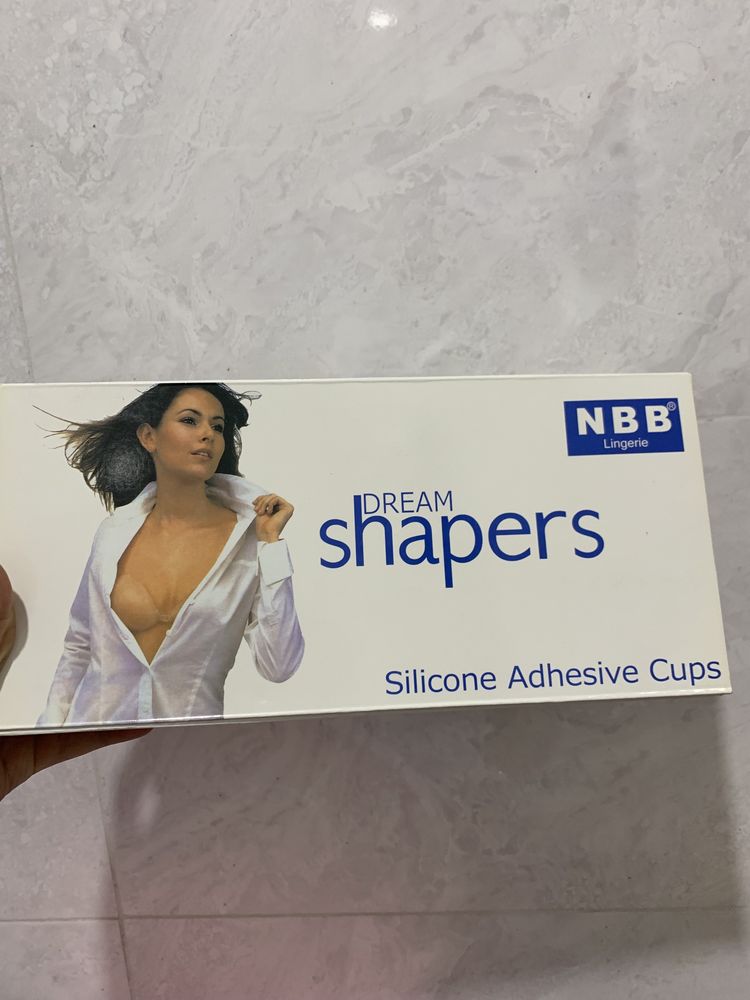 NBB®
Lingerie
DREAM
shapers
Silicone Adhesive Cups